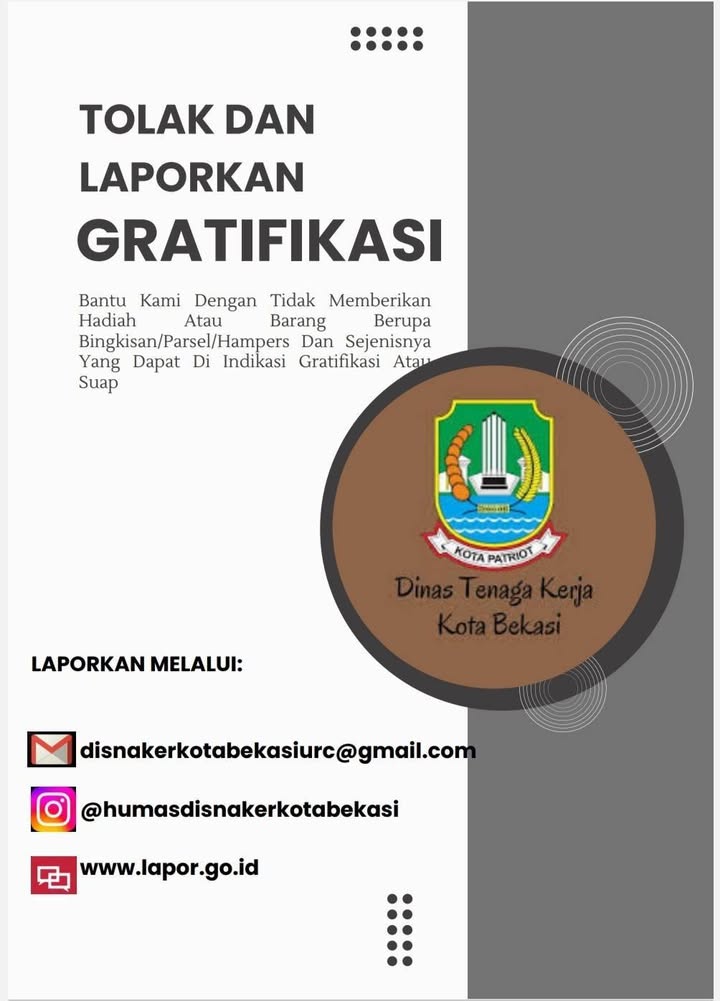 TOLAK DAN
LAPORKAN
GRATIFIKASI
Bantu Kami Dengan Tidak Memberikan
Hadiah Atau Barang Berupa
Bingkisan/Parsel/Hampers Dan Sejenisnya
Yang Dapat Di Indikasi Gratifikasi Atau
Suap
KOTA PATRIOT
Dinas Tenaga Kerja
Kota Bekasi
LAPORKAN MELALUI:
disnakerkotabekasiurc@gmail.com
@humasdisnakerkotabekasi
www.lapor.go.id